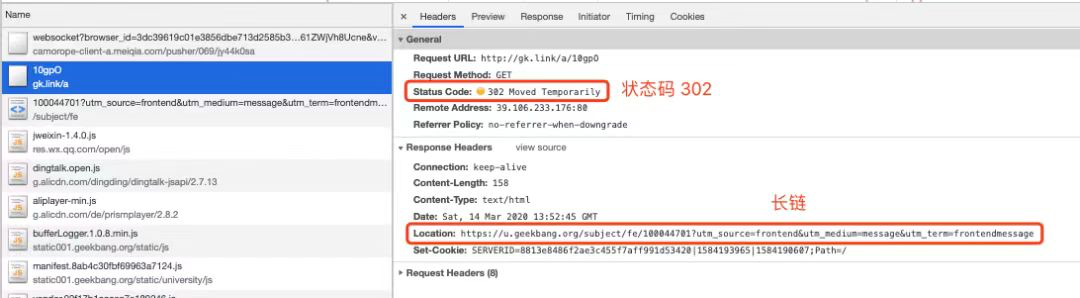 Name
websocket?browser_id=3dc39619c01e3856dbe713d2585b3...61ZWjVh8Ucne&v...
camorope-client-a.meiqia.com/pusher/069/jy44k0sa
10gpO
gk.link/a
100044701?utm_source=frontend&utm_medium=message&utm_term=frontendm...
/subject/fe
jweixin-1.4.0.js
res.wx.qq.com/open/js
dingtalk.open.js
g.alicdn.com/dingding/dingtalk-jsapi/2.7.13
aliplayer-min.js
g.alicdn.com/de/prismplayer/2.8.2
bufferLogger.1.0.8.min.js
static001.geekbang.org/static/js
manifest.8ab4c30fbf69963a7124.js
static001.geekbang.org/static/university/js
× Headers Preview Response Initiator Timing Cookies
▼ General
Request URL: http://gk.link/a/10gpO
Request Method: GET
Status Code: 302 Moved Temporarily 状态码 302
Remote Address: 39.106.233.176:80
Referrer Policy: no-referrer-when-downgrade
▼ Response Headers view source
Connection: keep-alive
Content-Length: 158
Content-Type: text/html
长链
Date: Sat, 14 Mar 2020 13:52:45 GMT
Location: https://u.geekbang.org/subject/fe/100044701?utm_source=frontend&utm_medium=message&utm_term=frontendmessage
Set-Cookie: SERVERID=8813e8486f2ae3c455f7aff991d53420|1584193965|1584190607;Path=/
▶ Request Headers (8)